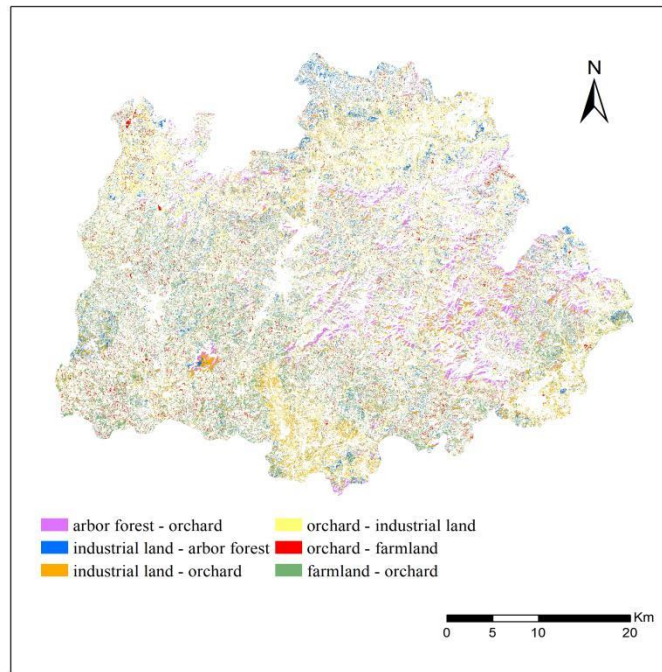 N
arbor forest - orchard
orchard - industrial land
industrial land - arbor forest
orchard - farmland
industrial land - orchard
farmland - orchard
Km
0 5 10 20